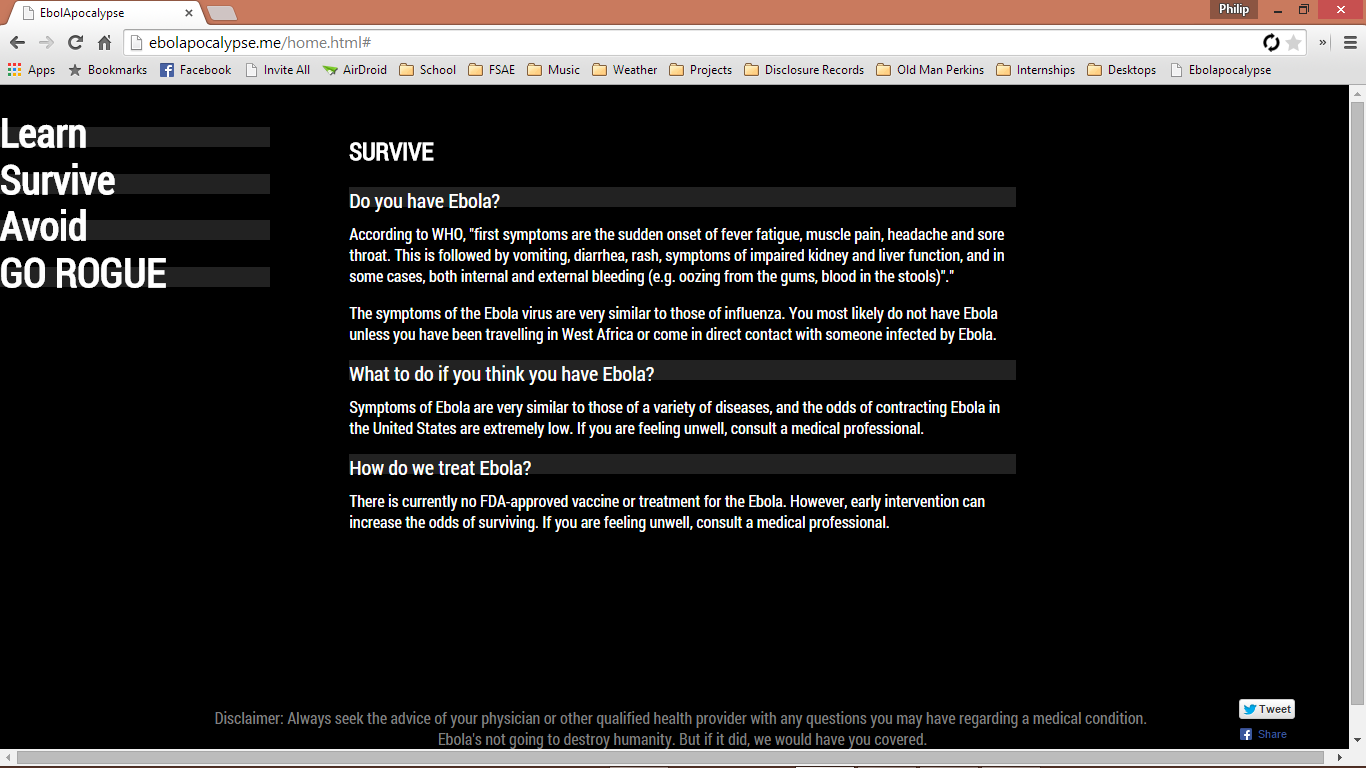 EbolApocalypse
Philip
ebolapocalypse.me/home.html#
»
Apps Bookmarks Facebook Invite All AirDroid School FSAE Music Weather Projects Disclosure Records Old Man Perkins Internships Desktops Ebolapocalypse
Learn
Survive
Avoid
GO ROGUE
SURVIVE
Do you have Ebola?
According to WHO, "first symptoms are the sudden onset of fever fatigue, muscle pain, headache and sore
throat. This is followed by vomiting, diarrhea, rash, symptoms of impaired kidney and liver function, and in
some cases, both internal and external bleeding (e.g. oozing from the gums, blood in the stools)"."
The symptoms of the Ebola virus are very similar to those of influenza. You most likely do not have Ebola
unless you have been travelling in West Africa or come in direct contact with someone infected by Ebola.
What to do if you think you have Ebola?
Symptoms of Ebola are very similar to those of a variety of diseases, and the odds of contracting Ebola in
the United States are extremely low. If you are feeling unwell, consult a medical professional.
How do we treat Ebola?
There is currently no FDA-approved vaccine or treatment for the Ebola. However, early intervention can
increase the odds of surviving. If you are feeling unwell, consult a medical professional.
Disclaimer: Always seek the advice of your physician or other qualified health provider with any questions you may have regarding a medical condition.
Ebola's not going to destroy humanity. But if it did, we would have you covered.
Tweet
Share